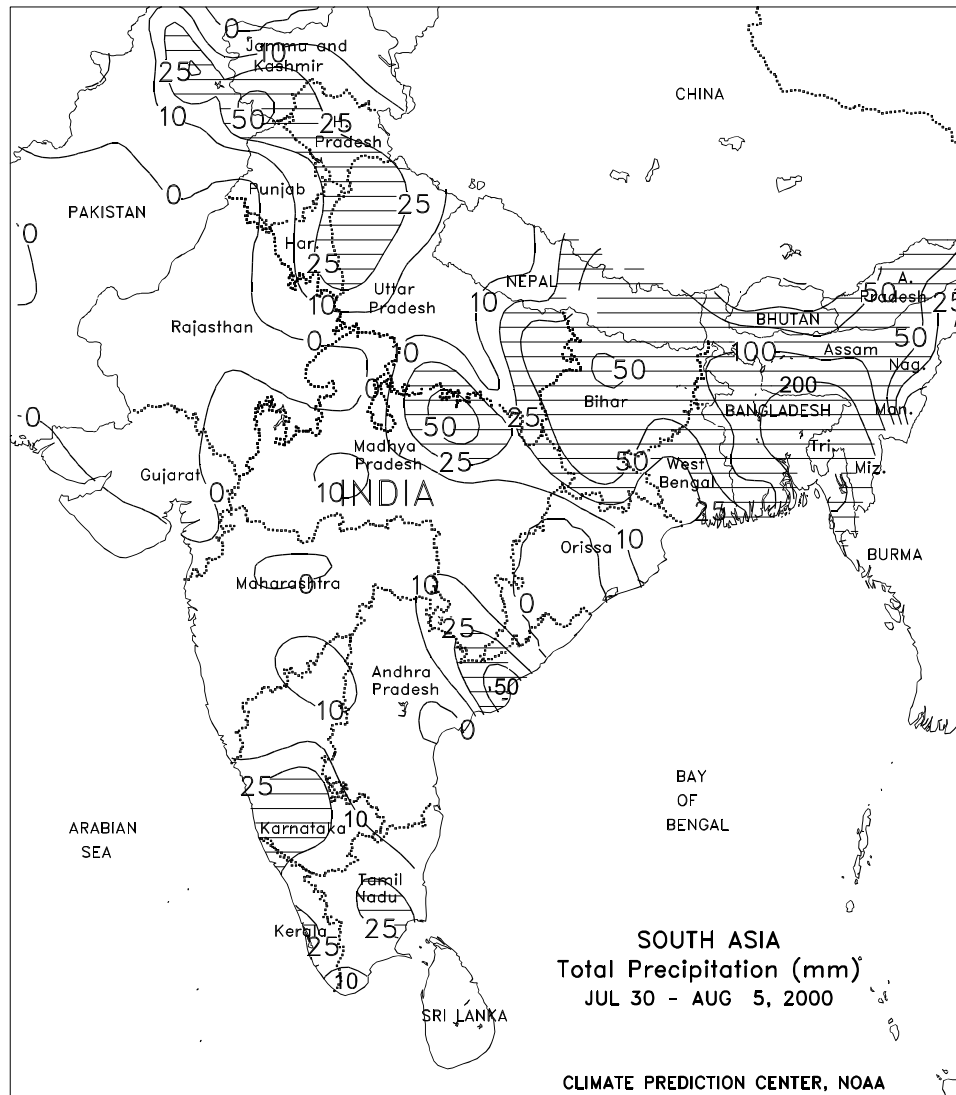 0
Jammu and
10
Kashmir
25
CHINA
50
10
25
H.
Pradesh
0
Punjab
25
PAKISTAN
0
Har.
25
NEPAL
A.
Pradesh
50
25
10
Uttar
Pradesh
10
BHUTAN
Rajasthan
0
0
100
Assam
50
Nag.
50
200
0
Bihar
BANGLADESH
Man.
0
50
25
Madhya
Pradesh
25
50
West
Bengal
Tri.
Miz.
Gujarat
0
10
INDIA
25
Orissa
10
BURMA
Maharashtra
0
10
0
25
Andhra
Pradesh
50
10
0
25
BAY
OF
BENGAL
10
ARABIAN
SEA
Karnataka
Tamil
Nadu
Kerala
25
25
10
SOUTH ASIA
Total Precipitation (mm)
JUL 30 - AUG 5, 2000
SRI LANKA
CLIMATE PREDICTION CENTER, NOAA